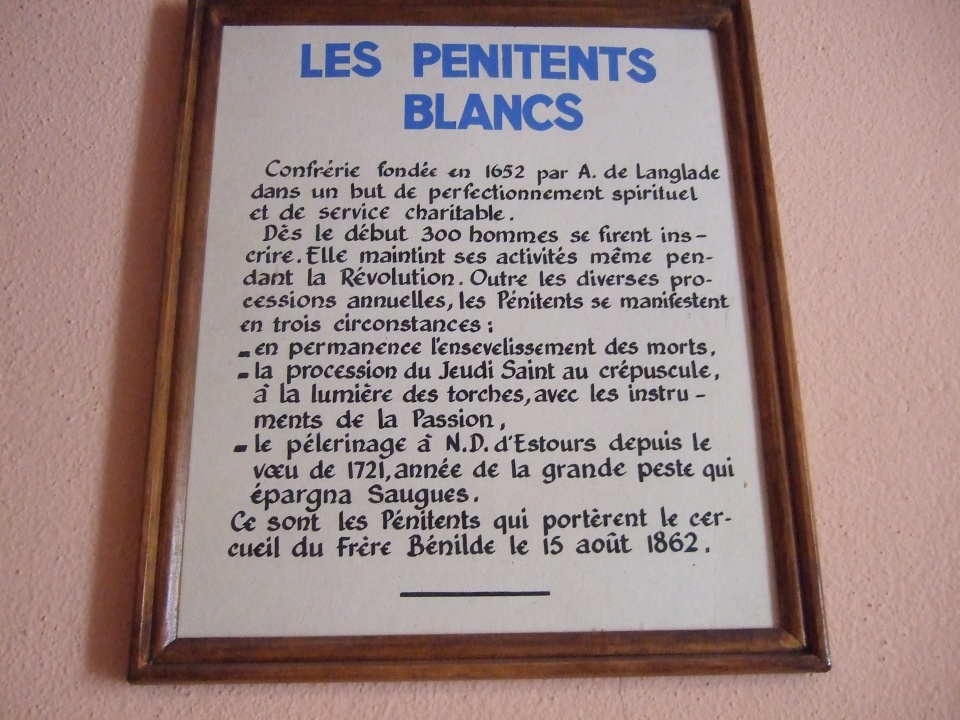 LES PENITENTS
BLANCS
Confrérie fondée en 1652 par A. de Langlade
dans un but de perfectionnement spirituel
et de service charitable.
Dès le début 300 hommes se firent ins-
crire. Elle maintint ses activités même pen-
dant la Révolution. Outre les diverses pro-
cessions annuelles, les Pénitents se manifestent
en trois circonstances :
- en permanence l'ensevelissement des morts,
- la procession du Jeudi Saint au crépuscule,
à la lumière des torches, avec les instru-
ments de la Passion,
- le pélerinage à N.D. d'Estours depuis le
vœu de 1721, année de la grande peste qui
épargna Saugues.
Ce sont les Pénitents qui portèrent le cer-
cueil du Frère Bénilde le 15 août 1862.